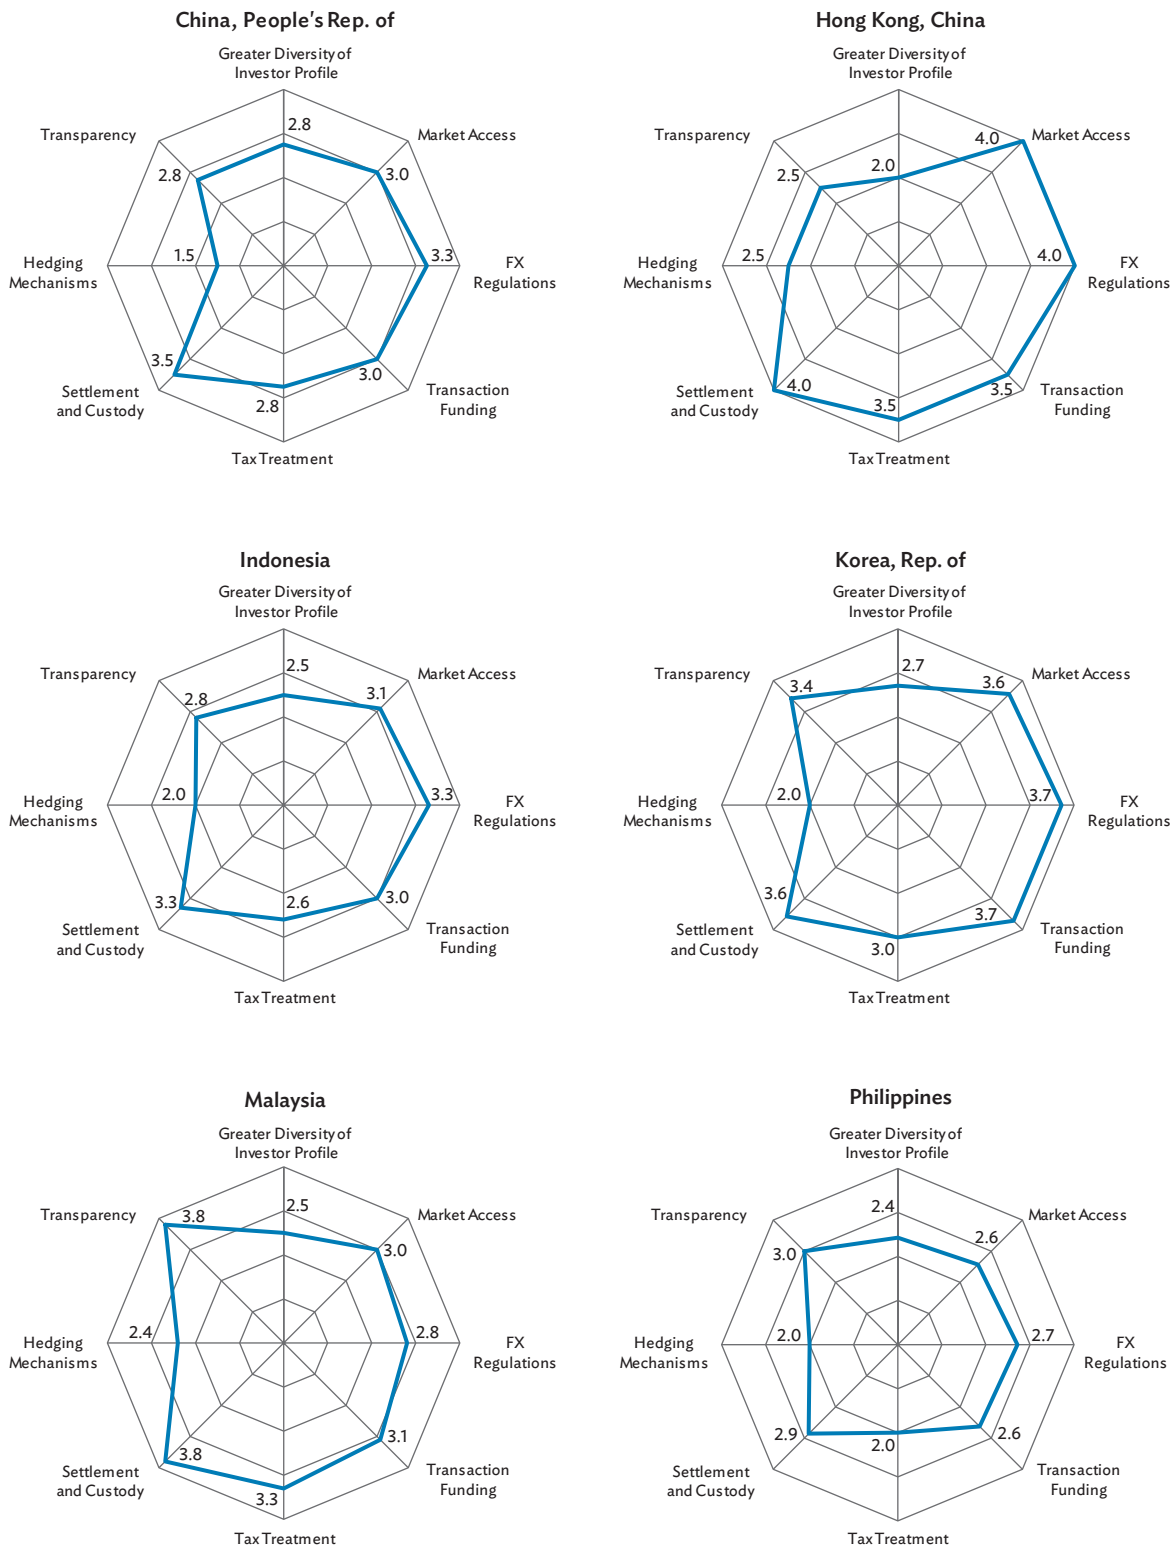 China, People's Rep. of
Greater Diversity of
Investor Profile
2.8
Transparency
Market Access
2.8
3.0
Hedging
Mechanisms
1.5
3.3
FX
Regulations
3.5
3.0
Settlement
and Custody
2.8
Transaction
Funding
Tax Treatment
Hong Kong, China
Greater Diversity of
Investor Profile
Transparency
4.0
Market Access
2.5
2.0
Hedging
Mechanisms
2.5
4.0
FX
Regulations
4.0
3.5
Settlement
and Custody
3.5
Transaction
Funding
Tax Treatment
Indonesia
Greater Diversity of
Investor Profile
2.5
Transparency
Market Access
2.8
3.1
Hedging
Mechanisms
2.0
3.3
FX
Regulations
3.3
2.6
3.0
Settlement
and Custody
Transaction
Funding
Tax Treatment
Korea, Rep. of
Greater Diversity of
Investor Profile
2.7
Transparency
3.4
3.6
Market Access
Hedging
Mechanisms
2.0
3.7
FX
Regulations
3.6
3.7
Settlement
and Custody
3.0
Transaction
Funding
Tax Treatment
Malaysia
Greater Diversity of
Investor Profile
2.5
Transparency
3.8
Market Access
3.0
Hedging
Mechanisms
2.4
2.8
FX
Regulations
3.8
3.1
Settlement
and Custody
3.3
Transaction
Funding
Tax Treatment
Philippines
Greater Diversity of
Investor Profile
2.4
Transparency
Market Access
3.0
2.6
Hedging
Mechanisms
2.0
2.7
FX
Regulations
2.9
2.0
2.6
Settlement
and Custody
Transaction
Funding
Tax Treatment